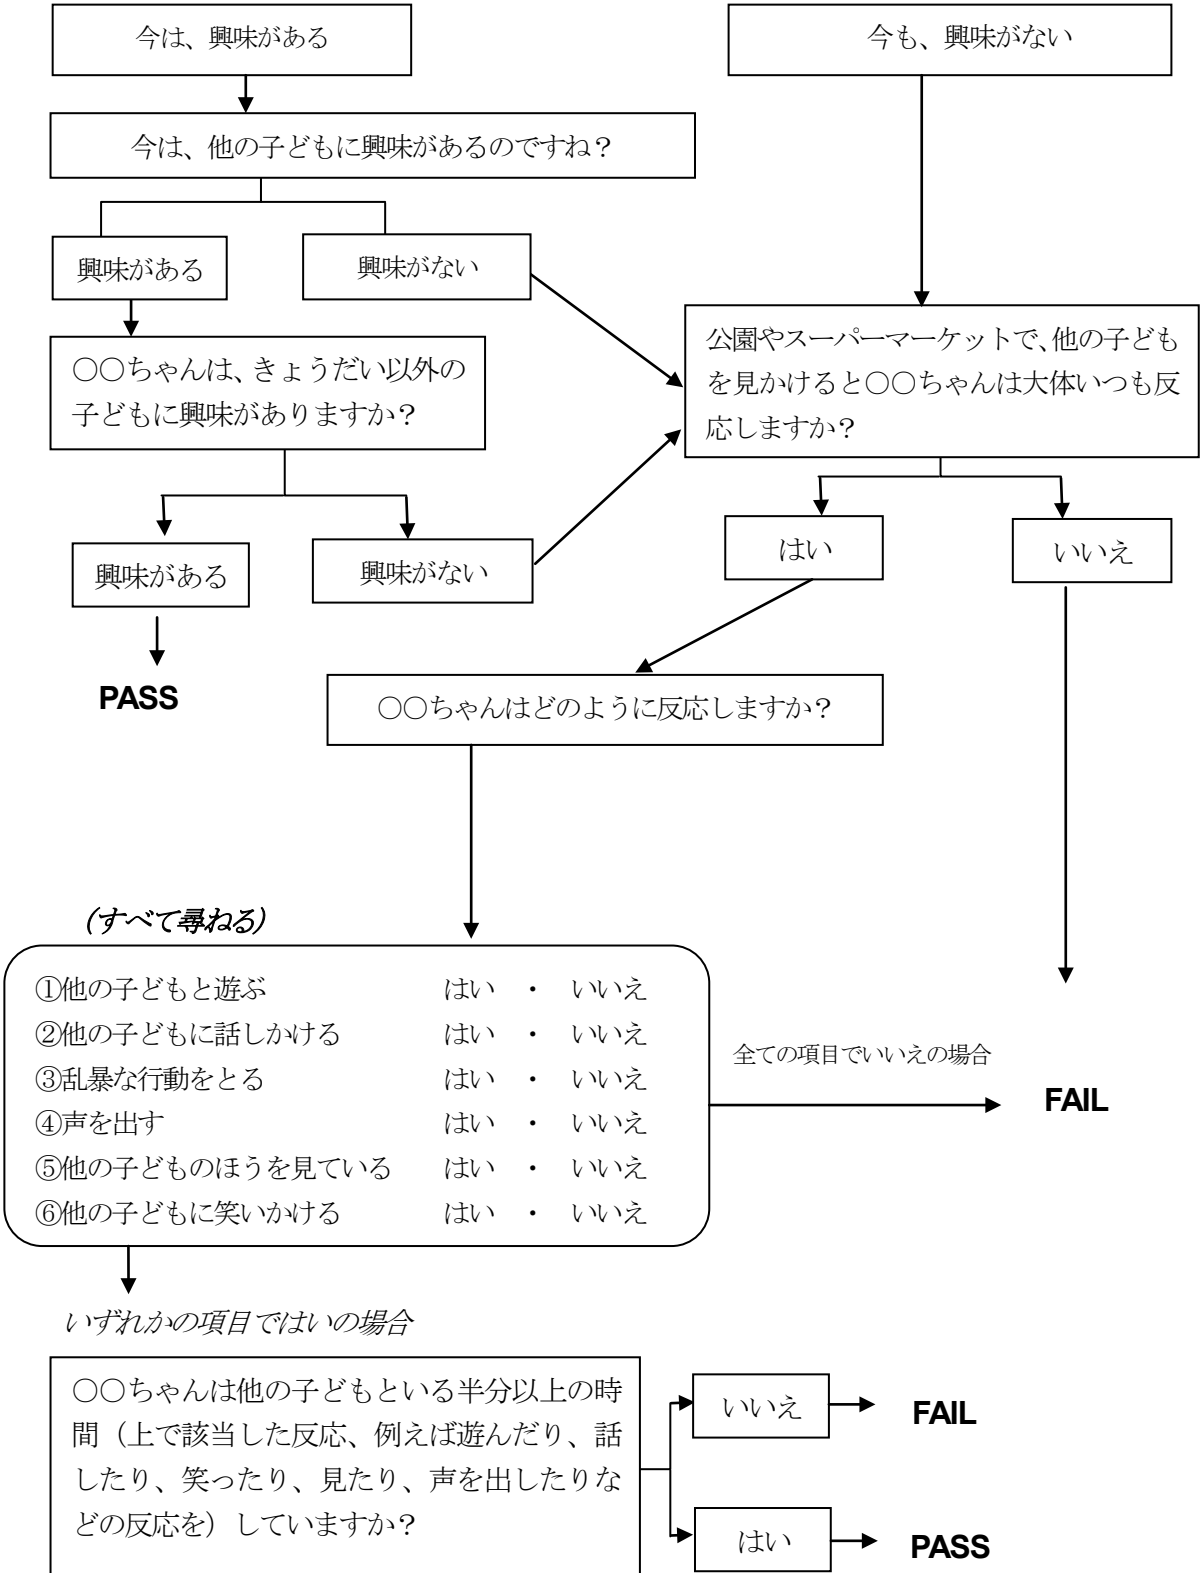 今は、興味がある
今も、興味がない
今は、他の子どもに興味があるのですね？
興味がある
興味がない
○○ちゃんは、きょうだい以外の
子どもに興味がありますか？
公園やスーパーマーケットで、他の子ども
を見かけると○○ちゃんは大体いつも反
応しますか？
興味がある
興味がない
はい
いいえ
PASS
○○ちゃんはどのように反応しますか？
(すべて尋ねる)
①他の子どもと遊ぶ はい ・ いいえ
②他の子どもに話しかける はい ・ いいえ
③乱暴な行動をとる はい ・ いいえ
④声を出す はい ・ いいえ
⑤他の子どものほうを見ている はい ・ いいえ
⑥他の子どもに笑いかける はい ・ いいえ
全ての項目でいいえの場合
FAIL
いずれかの項目ではいの場合
○○ちゃんは他の子どもといる半分以上の時
間（上で該当した反応、例えば遊んだり、話
したり、笑ったり、見たり、声を出したりな
どの反応を）していますか？
いいえ
FAIL
はい
PASS